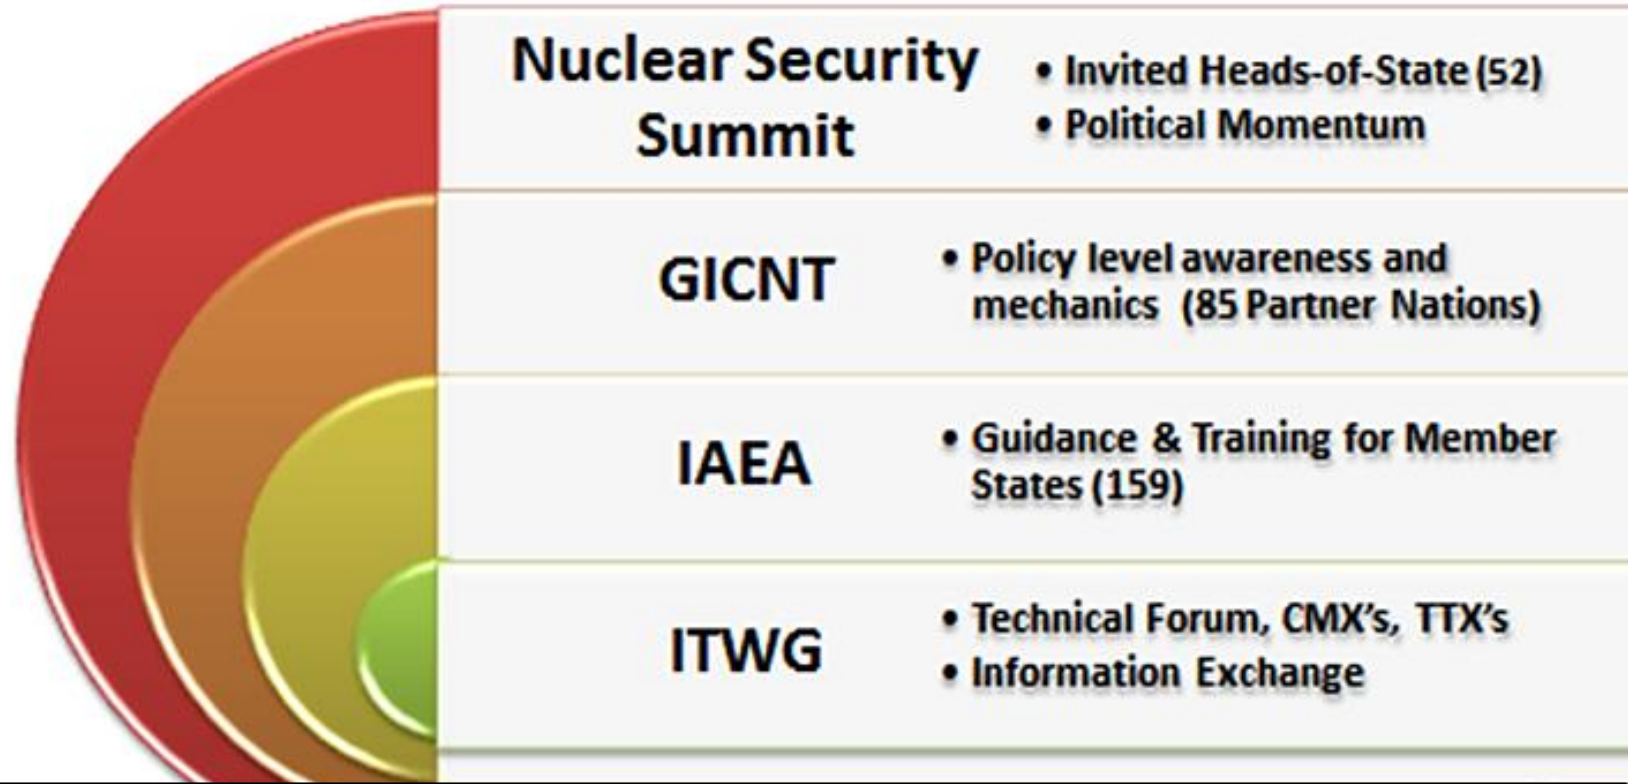 Nuclear Security
Summit
• Invited Heads-of-State (52)
• Political Momentum
GICNT
• Policy level awareness and
mechanics (85 Partner Nations)
IAEA
• Guidance & Training for Member
States (159)
ITWG
• Technical Forum, CMX's, TTX's
• Information Exchange